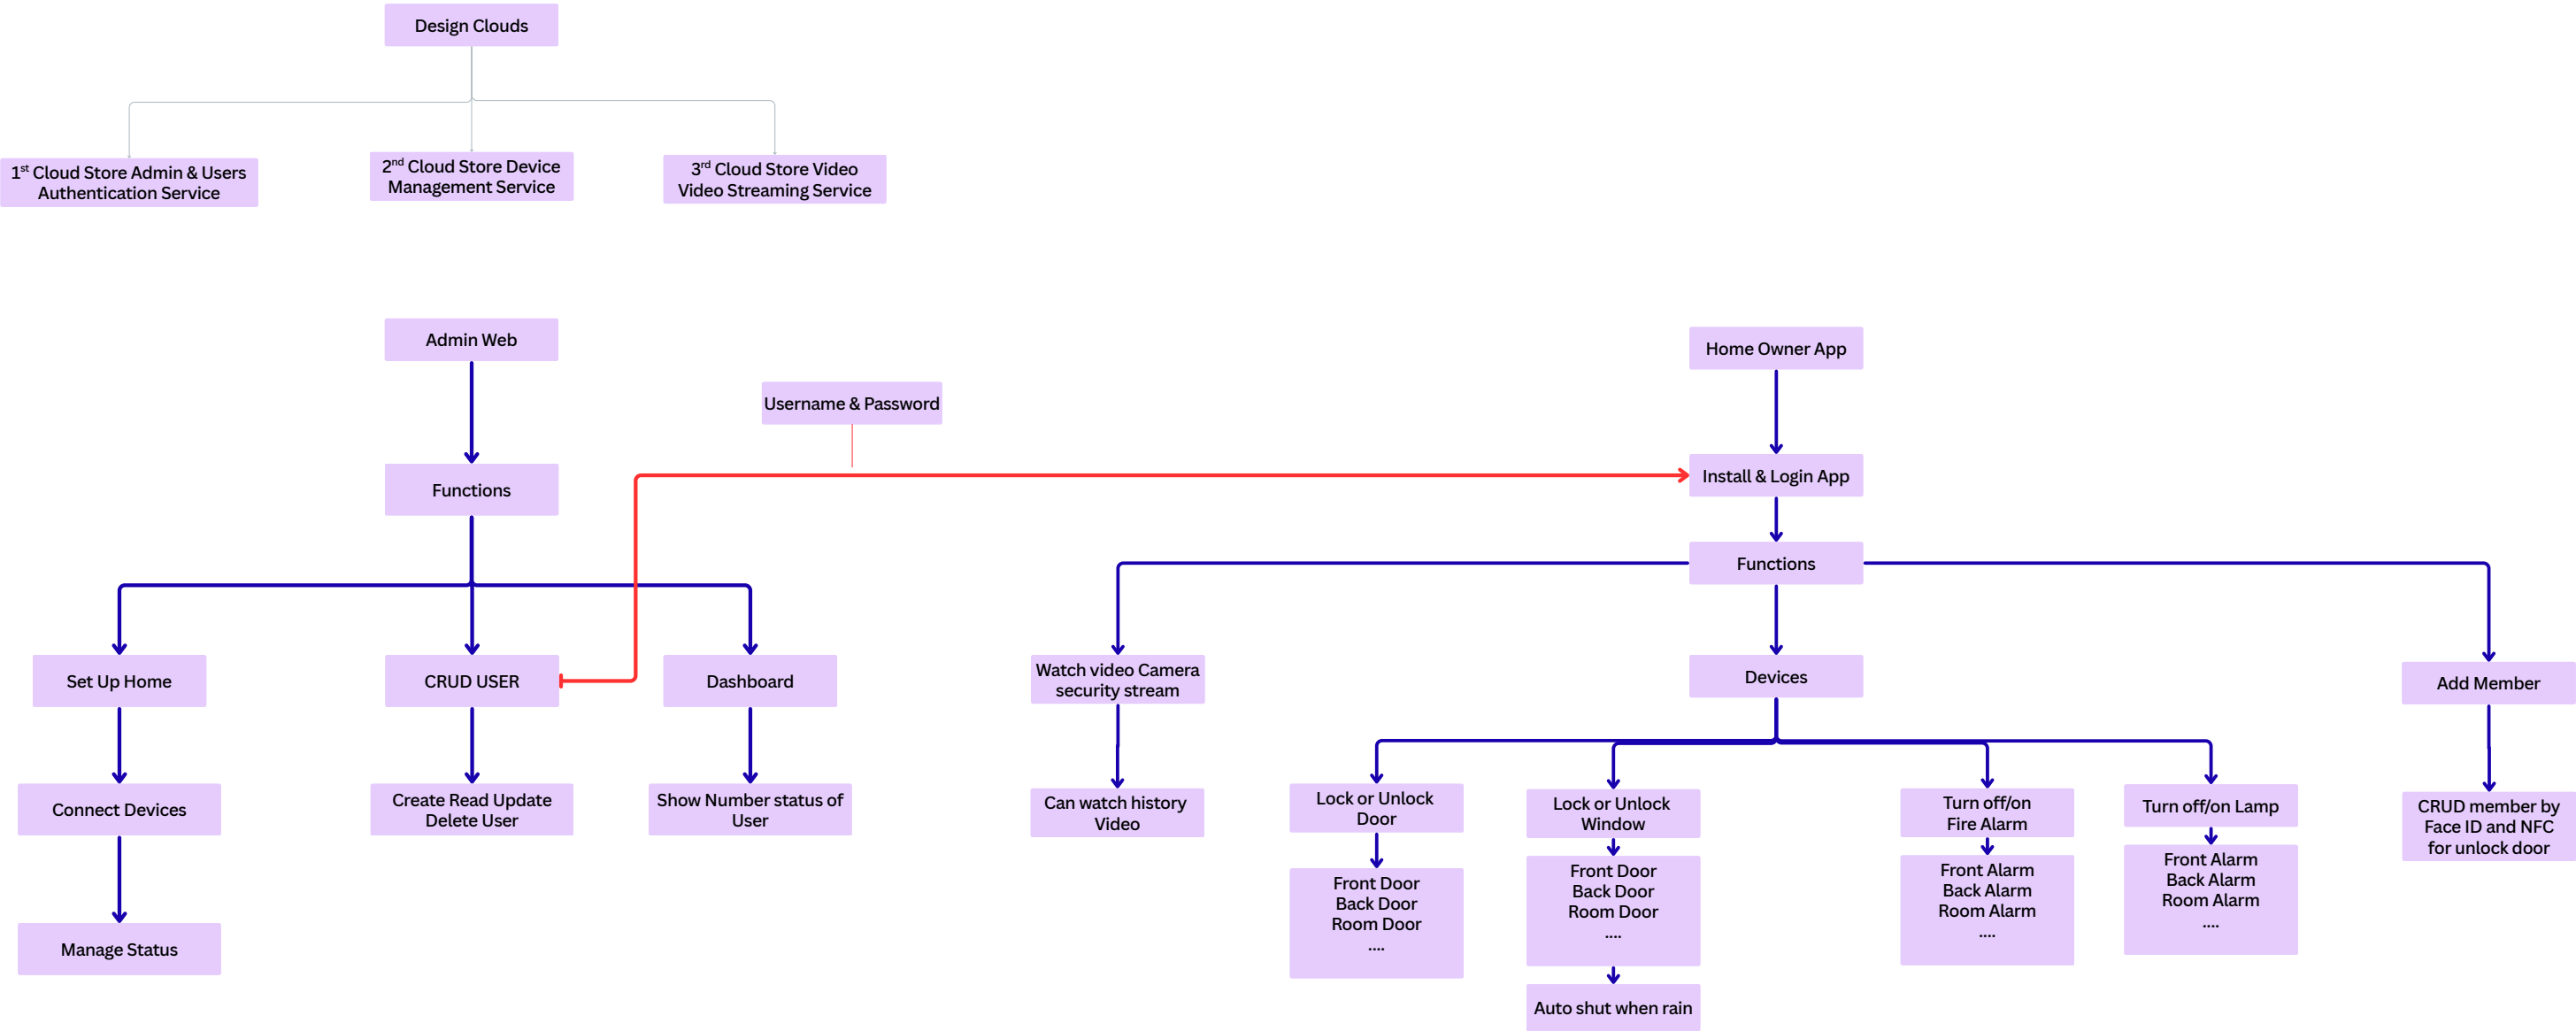 Design Clouds
1st Cloud Store Admin & Users
Authentication Service
2nd Cloud Store Device
Management Service
3rd Cloud Store Video
Video Streaming Service
Admin Web
Home Owner App
Username & Password
Install & Login App
Functions
Functions
Set Up Home
CRUD USER
Dashboard
Watch video Camera
security stream
Devices
Add Member
Connect Devices
Create Read Update
Delete User
Show Number status of
User
Can watch history
Video
Lock or Unlock
Door
Lock or Unlock
Window
Turn off/on
Fire Alarm
Turn off/on Lamp
CRUD member by
Face ID and NFC
for unlock door
Front Door
Back Door
Room Door
....
Front Door
Back Door
Room Door
....
Front Alarm
Back Alarm
Room Alarm
....
Front Alarm
Back Alarm
Room Alarm
....
Manage Status
Auto shut when rain